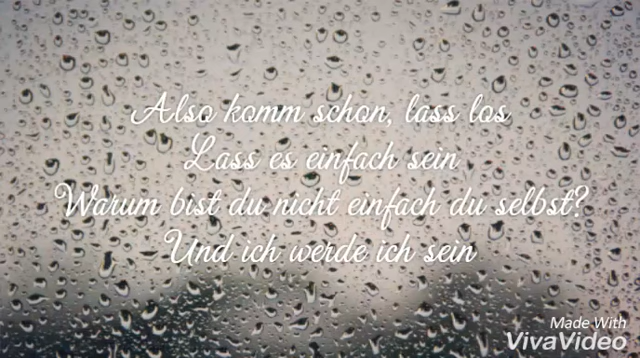 Also komm schon, lass los
Lass es einfach sein
Warum bist du nicht einfach du selbst?
Und ich werde ich sein
Made With
VivaVideo